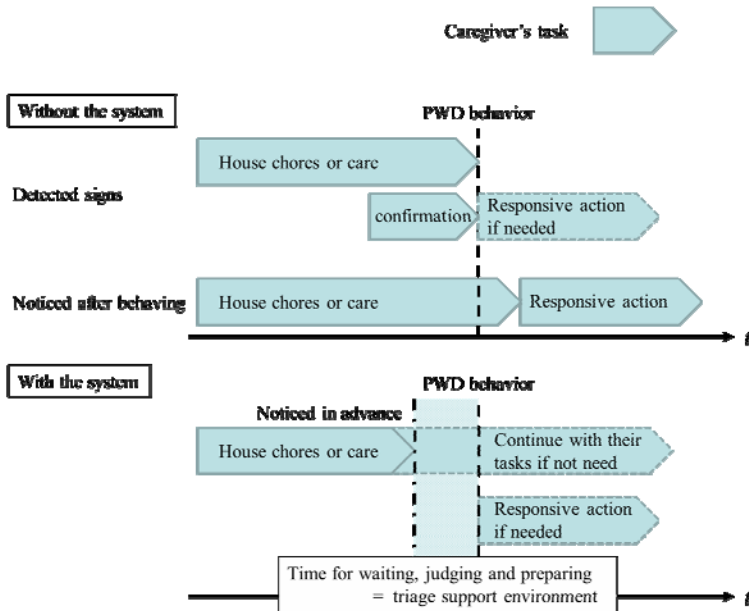 Caregiver's task
Without the system
PWD behavior
House chores or care
Detected signs
confirmation
Responsive action
if needed
Noticed after behaving
House chores or care
Responsive action
t
With the system
PWD behavior
Noticed in advance
House chores or care
Continue with their
tasks if not need
Responsive action
if needed
Time for waiting, judging and preparing
= triage support environment
t